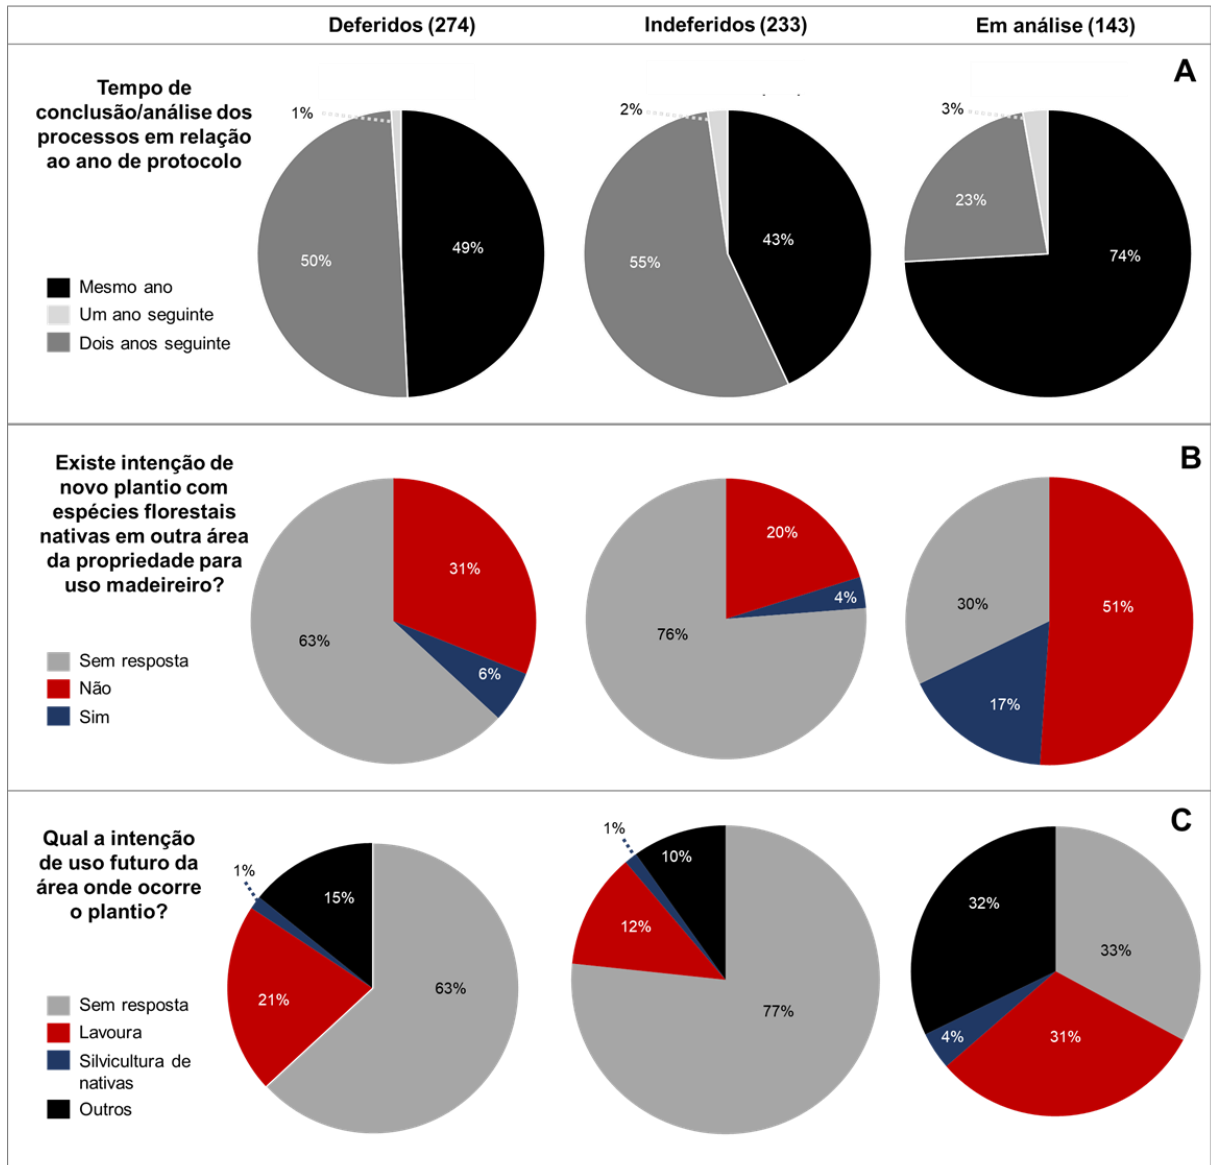 Deferidos (274)
Indeferidos (233)
Em análise (143)
A
Tempo de
conclusão/análise dos
processos em relação
ao ano de protocolo
Mesmo ano
Um ano seguinte
Dois anos seguinte
1%
50%
49%
2%
55%
43%
3%
23%
74%
B
Existe intenção de
novo plantio com
espécies florestais
nativas em outra área
da propriedade para
uso madeireiro?
Sem resposta
Não
Sim
31%
63%
6%
20%
4%
76%
30%
51%
17%
C
Qual a intenção
de uso futuro da
área onde ocorre
o plantio?
Sem resposta
Lavoura
Silvicultura de
nativas
Outros
1%
15%
21%
63%
1%
10%
12%
77%
32%
33%
4%
31%